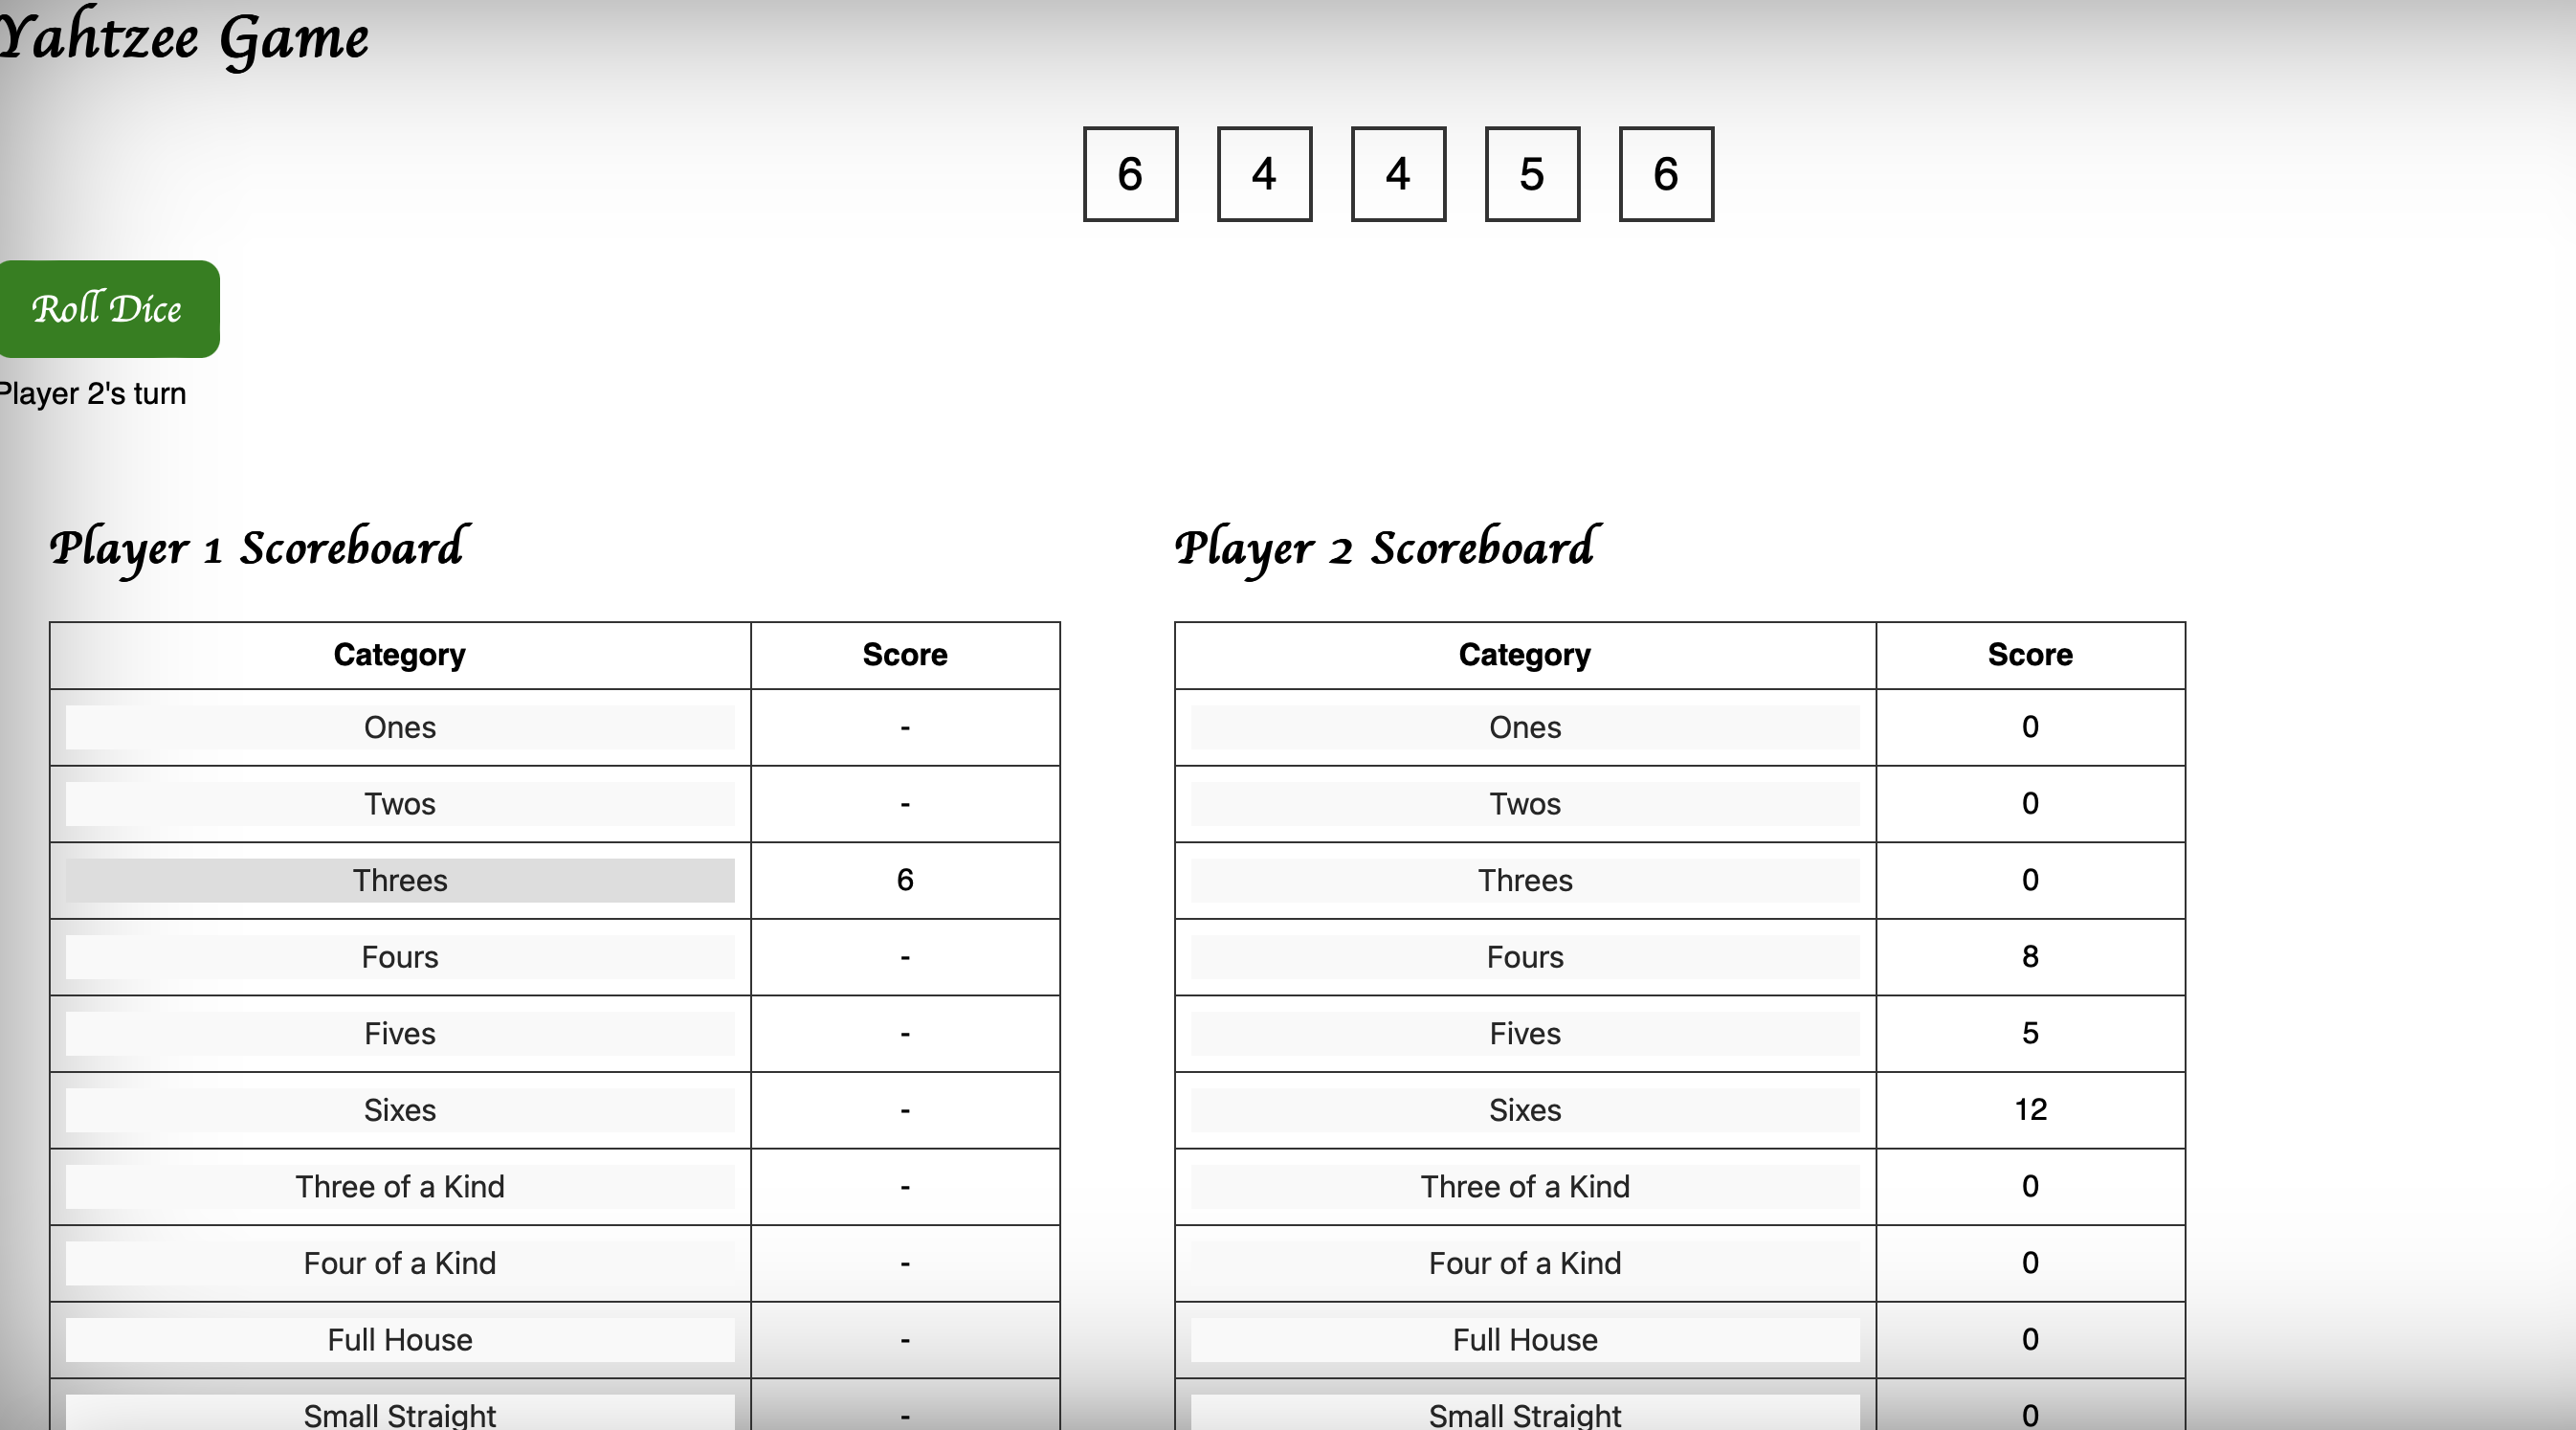 Yahtzee Game
6 4 4 5 6
Roll Dice
Player 2's turn
Player 1 Scoreboard
Category Score
Ones -
Twos -
Threes 6
Fours -
Fives -
Sixes -
Three of a Kind -
Four of a Kind -
Full House -
Small Straight -
Player 2 Scoreboard
Category Score
Ones 0
Twos 0
Threes 0
Fours 8
Fives 5
Sixes 12
Three of a Kind 0
Four of a Kind 0
Full House 0
Small Straight 0